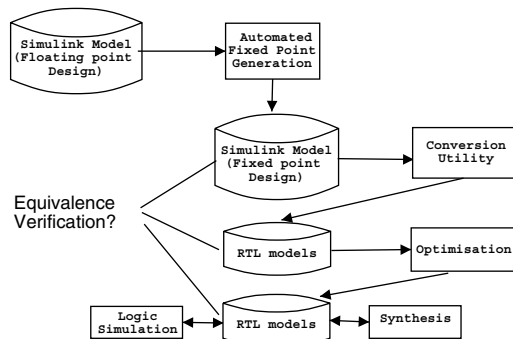 Simulink Model
(Floating point
Design)
Automated
Fixed Point
Generation
Simulink Model
(Fixed point
Design)
Conversion
Utility
Equivalence
Verification?
RTL models
Optimisation
Logic
Simulation
RTL models
Synthesis